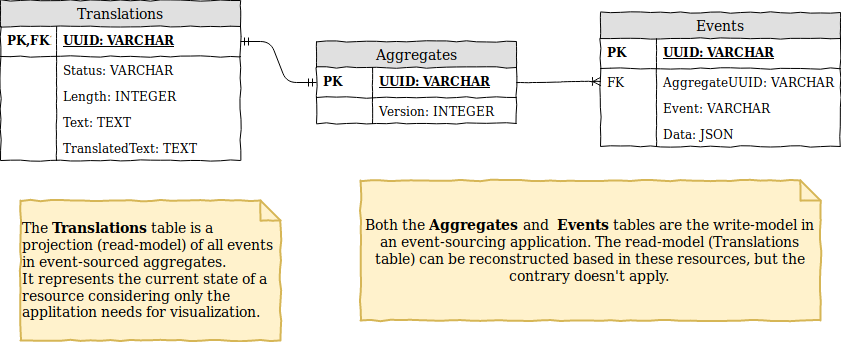 Translations
PK,FK UUID: VARCHAR
Status: VARCHAR
Length: INTEGER
Text: TEXT
TranslatedText: TEXT
Aggregates
PK UUID: VARCHAR
Version: INTEGER
Events
PK UUID: VARCHAR
FK AggregateUUID: VARCHAR
Event: VARCHAR
Data: JSON
The Translations table is a
projection (read-model) of all events
in event-sourced aggregates.
It represents the current state of a
resource considering only the
applitation needs for visualization.
Both the Aggregates and Events tables are the write-model in
an event-sourcing application. The read-model (Translations
table) can be reconstructed based in these resources, but the
contrary doesn't apply.